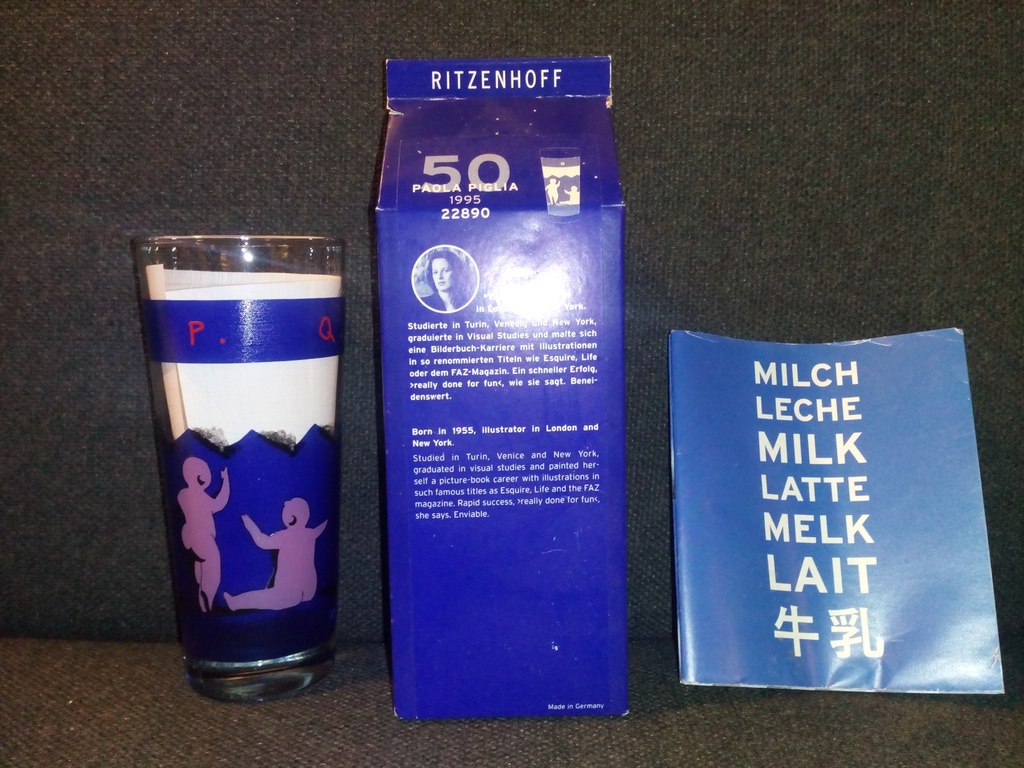 P. Q
RITZENHOFF
50
PAOLA PIGLIA
1995
22890
in York.
Studierte in Turin, Venedig und New York,
graduierte in Visual Studies und malte sich
eine Bilderbuch-Karriere mit Illustrationen
in so renommierten Titeln wie Esquire, Life
oder dem FAZ-Magazin. Ein schneller Erfolg,
›really done for fun‹, wie sie sagt. Benei-
denswert.
Born in 1955, illustrator in London and
New York.
Studied in Turin, Venice and New York,
graduated in visual studies and painted her-
self a picture-book career with illustrations in
such famous titles as Esquire, Life and the FAZ
magazine. Rapid success, ›really done for fun‹,
she says. Enviable.
Made in Germany
MILCH
LECHE
MILK
LATTE
MELK
LAIT
牛乳